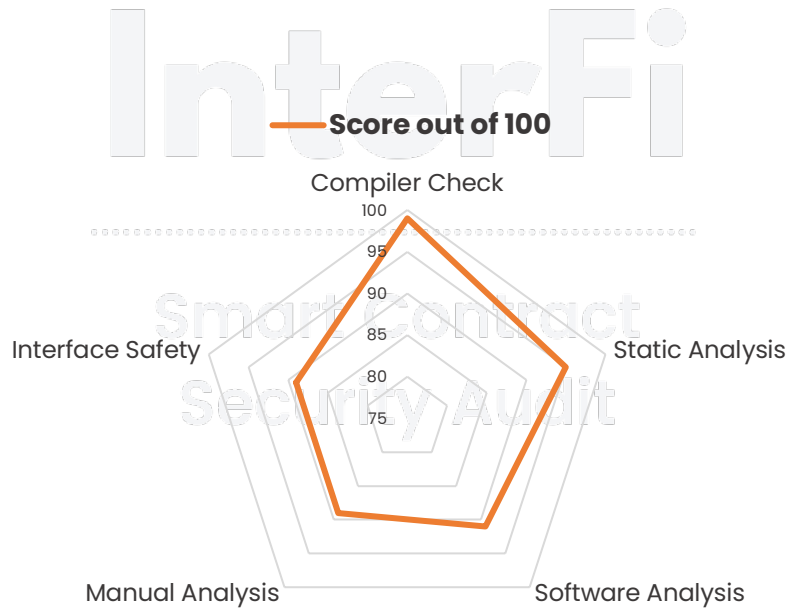 InterFi
Score out of 100
Compiler Check
100
95
90
Smart Contract
85
Interface Safety
Static Analysis
80
Security Audit
75
Manual Analysis
Software Analysis